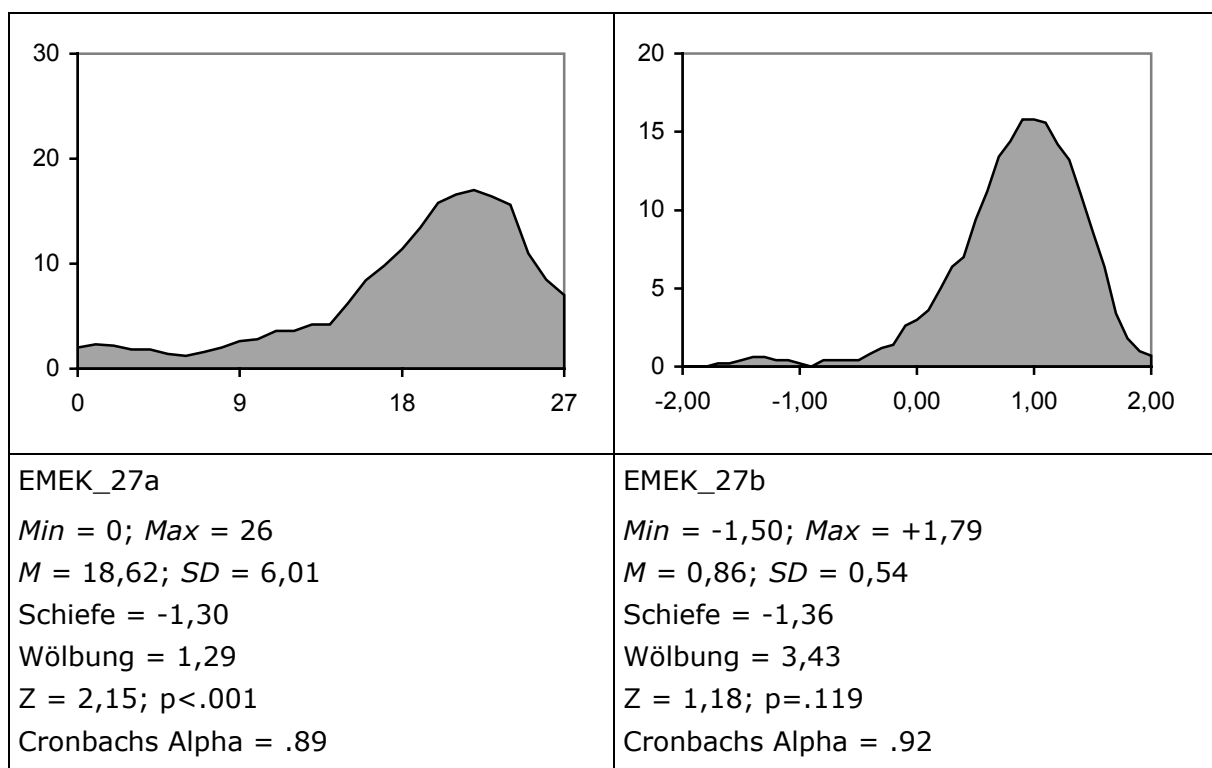 30
20
10
0
0 9 18 27
20
15
10
5
0
-2,00 -1,00 0,00 1,00 2,00
EMEK_27a
Min = 0; Max = 26
M = 18,62; SD = 6,01
Schiefe = -1,30
Wölbung = 1,29
Z = 2,15; p<.001
Cronbachs Alpha = .89
EMEK_27b
Min = -1,50; Max = +1,79
M = 0,86; SD = 0,54
Schiefe = -1,36
Wölbung = 3,43
Z = 1,18; p=.119
Cronbachs Alpha = .92